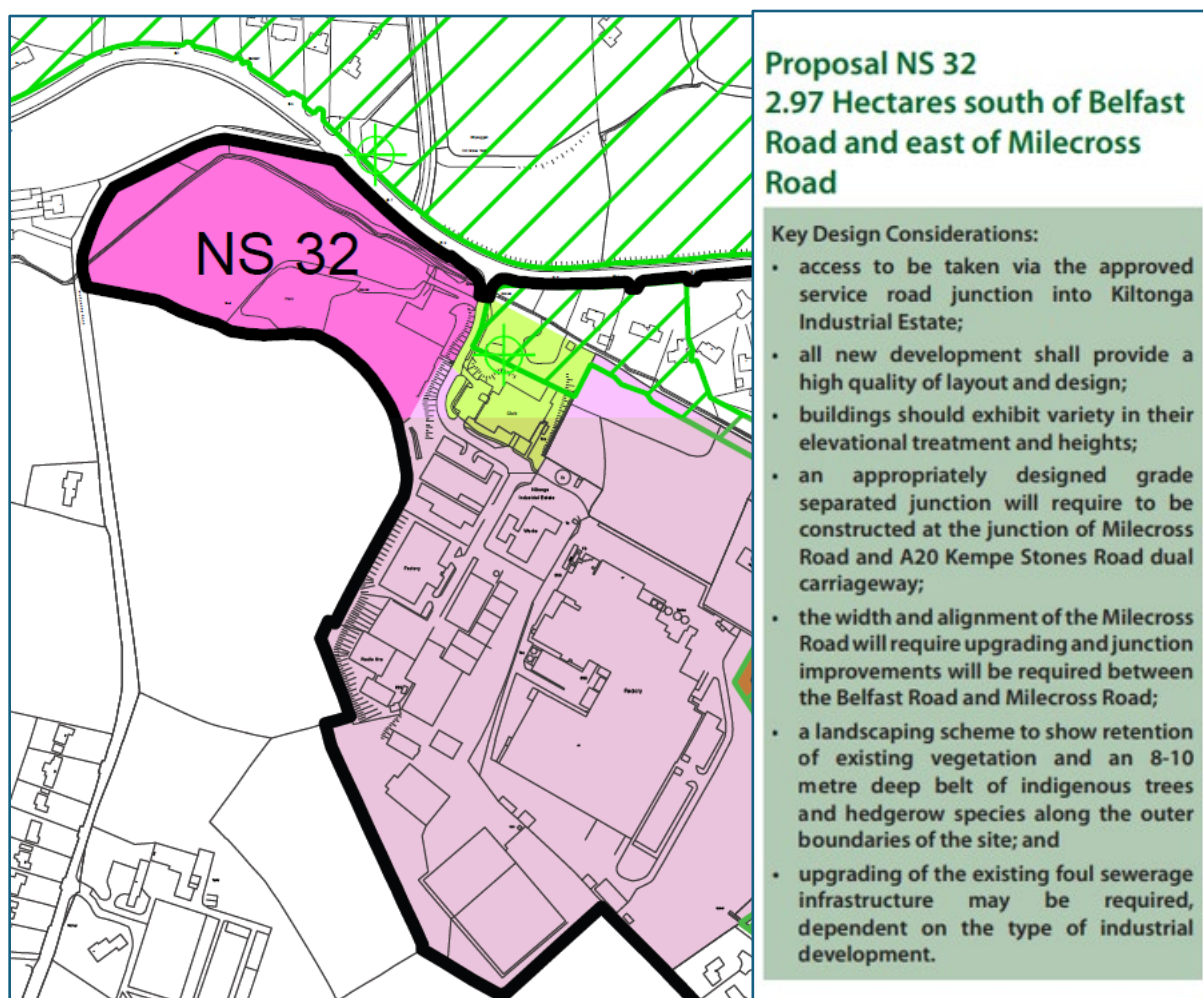 NS 32
Factory
Works
Kiltonga
Industrial Estate
Factory
Proposal NS 32
2.97 Hectares south of Belfast
Road and east of Milecross
Road
Key Design Considerations:
• access to be taken via the approved
service road junction into Kiltonga
Industrial Estate;
• all new development shall provide a
high quality of layout and design;
• buildings should exhibit variety in their
elevational treatment and heights;
• an appropriately designed grade
separated junction will require to be
constructed at the junction of Milecross
Road and A20 Kempe Stones Road dual
carriageway;
• the width and alignment of the Milecross
Road will require upgrading and junction
improvements will be required between
the Belfast Road and Milecross Road;
• a landscaping scheme to show retention
of existing vegetation and an 8-10
metre deep belt of indigenous trees
and hedgerow species along the outer
boundaries of the site; and
• upgrading of the existing foul sewerage
infrastructure may be required,
dependent on the type of industrial
development.